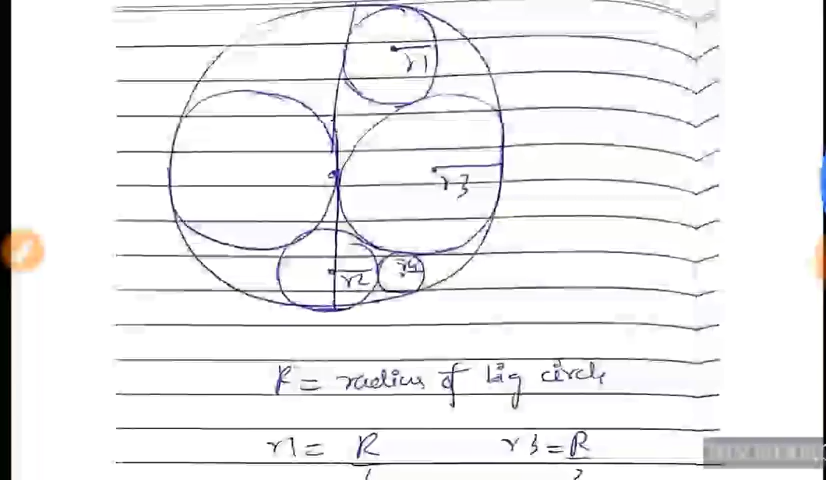 r1
r3
r2
r4
R = radius of big circle
r1 = R r3 = R